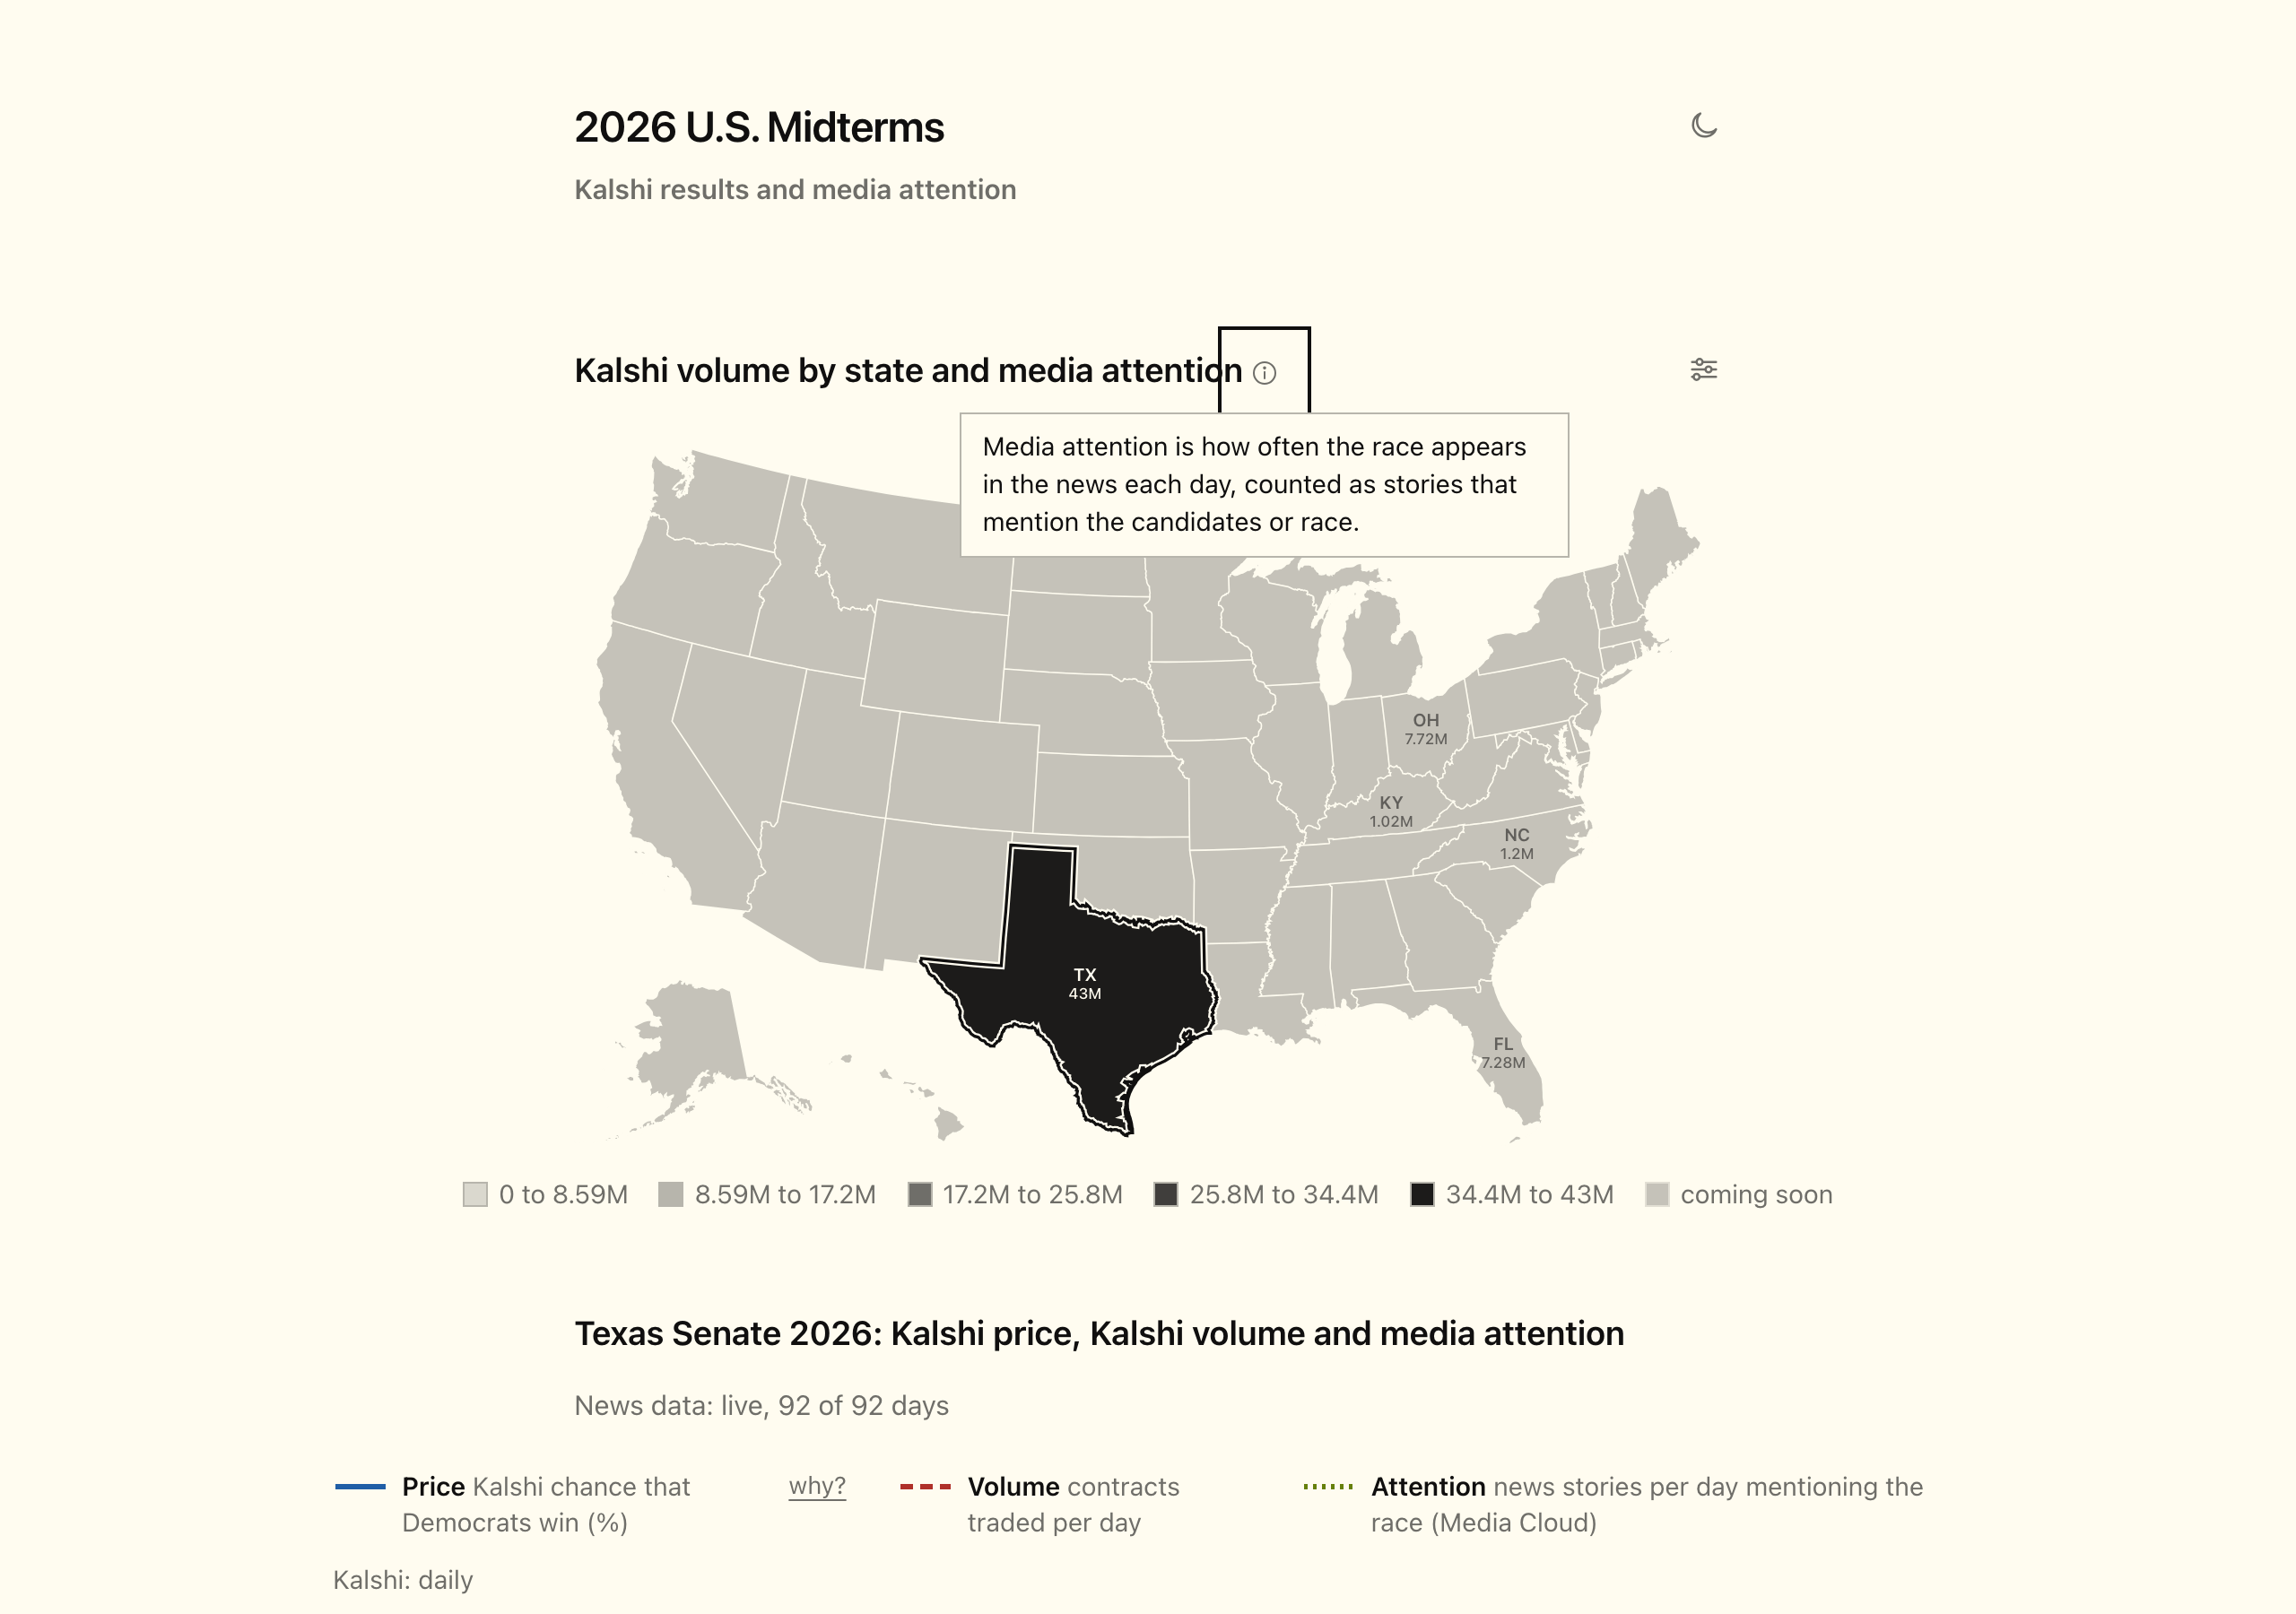 2026 U.S. Midterms
Kalshi results and media attention
Kalshi volume by state and media attention
Media attention is how often the race appears
in the news each day, counted as stories that
mention the candidates or race.
OH
7.72M
KY
1.02M
NC
1.2M
TX
43M
FL
7.28M
0 to 8.59M
8.59M to 17.2M
17.2M to 25.8M
25.8M to 34.4M
34.4M to 43M
coming soon
Texas Senate 2026: Kalshi price, Kalshi volume and media attention
News data: live, 92 of 92 days
Price Kalshi chance that
Democrats win (%)
why?
Volume contracts
traded per day
Attention news stories per day mentioning the
race (Media Cloud)
Kalshi: daily